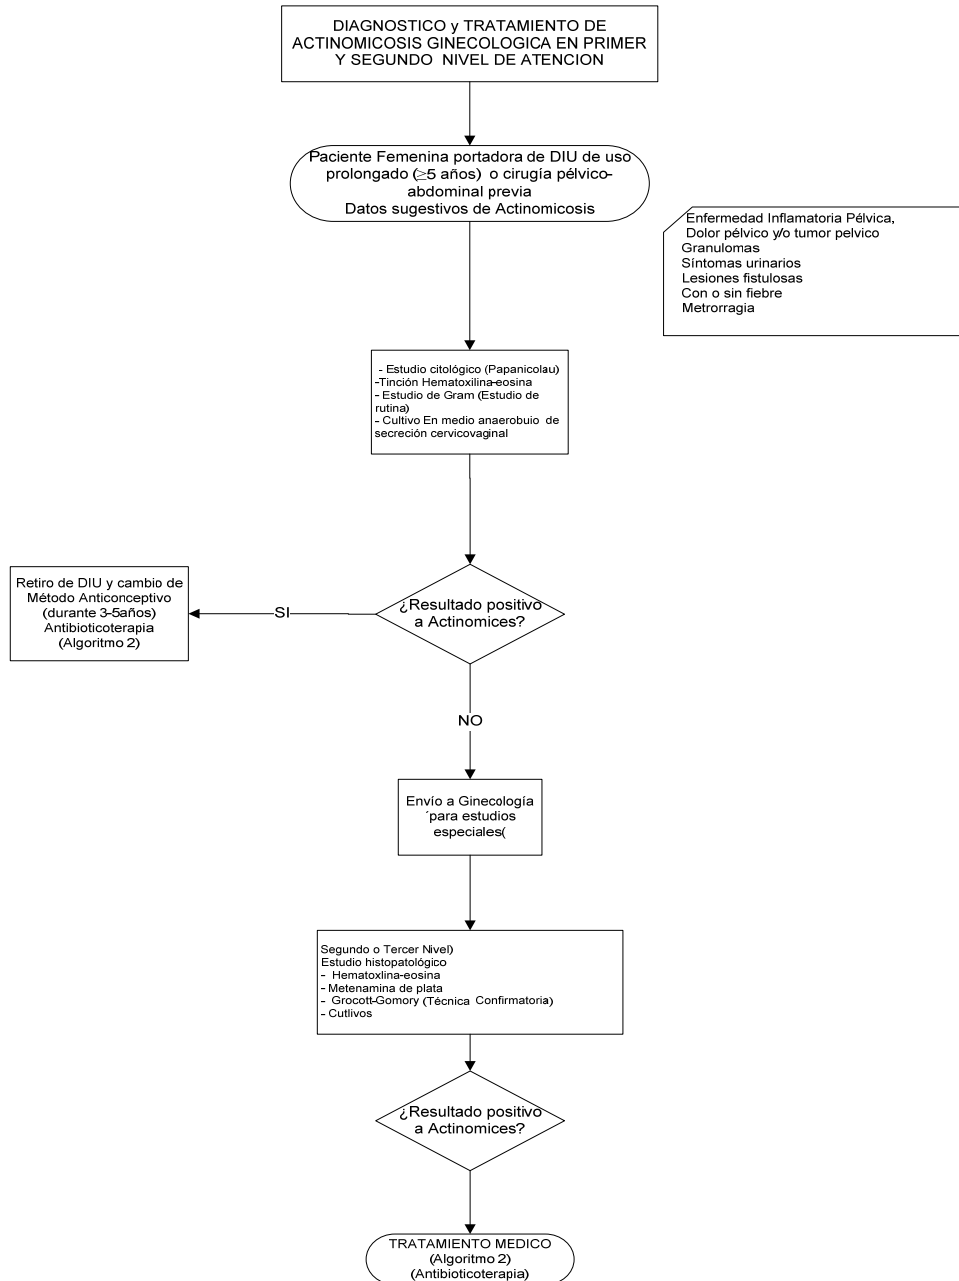 DIAGNOSTICO y TRATAMIENTO DE
ACTINOMICOSIS GINECOLOGICA EN PRIMER
Y SEGUNDO NIVEL DE ATENCION
Paciente Femenina portadora de DIU de uso
prolongado (≥5 años) o cirugía pélvico-
abdominal previa
Datos sugestivos de Actinomicosis
Enfermedad Inflamatoria Pélvica,
Dolor pélvico y/o tumor pelvico
Granulomas
Síntomas urinarios
Lesiones fistulosas
Con o sin fiebre
Metrorragia
- Estudio citológico (Papanicolau)
-Tinción Hematoxilina-eosina
- Estudio de Gram (Estudio de
rutina)
- Cultivo En medio anaerobuio de
secreción cervicovaginal
¿Resultado positivo
a Actinomices?
SI
Retiro de DIU y cambio de
Método Anticonceptivo
(durante 3-5años)
Antibioticoterapia
(Algoritmo 2)
NO
Envío a Ginecología
´para estudios
especiales(
Segundo o Tercer Nivel)
Estudio histopatológico
- Hematoxlina-eosina
- Metenamina de plata
- Grocott-Gomory (Técnica Confirmatoria)
- Cutlivos
¿Resultado positivo
a Actinomices?
TRATAMIENTO MEDICO
(Algoritmo 2)
(Antibioticoterapia)